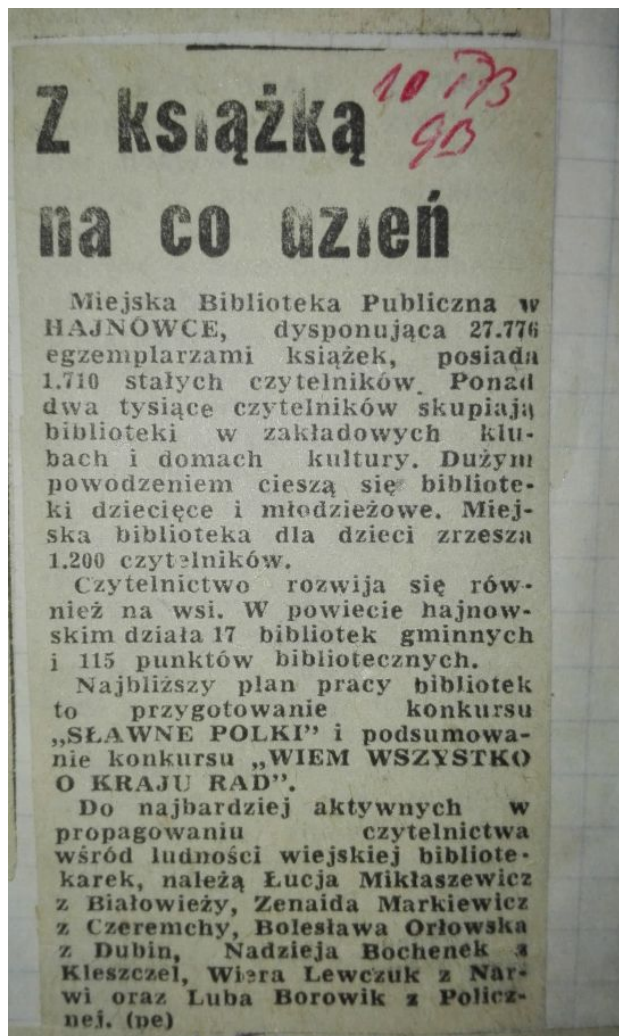 Z książką
na co dzień
10 I 73
GB
Miejska Biblioteka Publiczna w
HAJNÓWCE, dysponująca 27.776
egzemplarzami książek, posiada
1.710 stałych czytelników. Ponad
dwa tysiące czytelników skupiają
biblioteki w zakładowych klu-
bach i domach kultury. Dużym
powodzeniem cieszą się bibliote-
ki dziecięce i młodzieżowe. Miej-
ska biblioteka dla dzieci zrzesza
1.200 czytelników.
Czytelnictwo rozwija się rów-
nież na wsi. W powiecie hajnow-
skim działa 17 bibliotek gminnych
i 115 punktów bibliotecznych.
Najbliższy plan pracy bibliotek
to przygotowanie konkursu
„SŁAWNE POLKI” i podsumowa-
nie konkursu „WIEM WSZYSTKO
O KRAJU RAD”.
Do najbardziej aktywnych w
propagowaniu czytelnictwa
wśród ludności wiejskiej bibliote-
karek, należą Łucja Mikłaszewicz
z Białowieży, Zenaida Markiewicz
z Czeremchy, Bolesława Orłowska
z Dubin, Nadzieja Bochenek z
Kleszczel, Wiera Lewczuk z Nar-
wi oraz Luba Borowik z Policz-
nej. (pe)